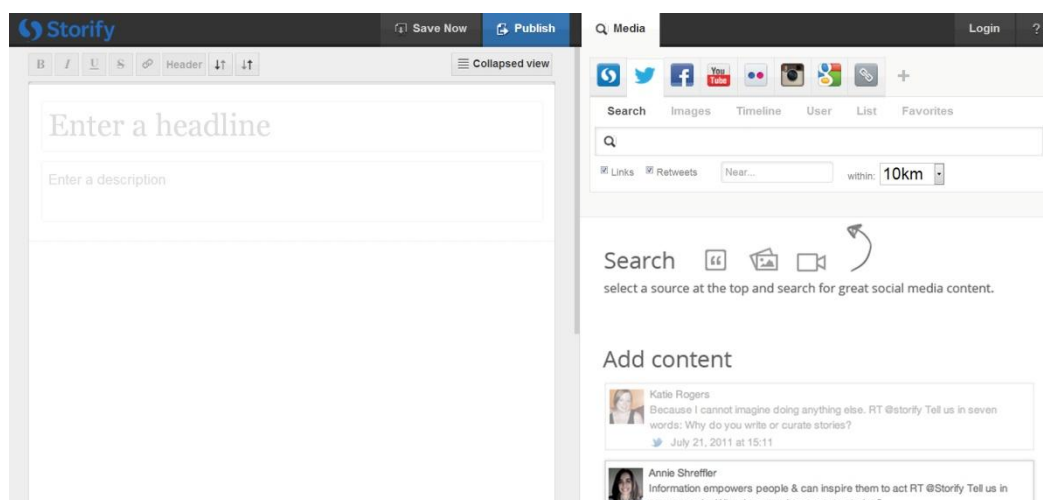 Storify
Save Now
Publish
Media
Login
?
B I U S Header
Collapsed view
You
Tube
Search Images Timeline User List Favorites
Enter a headline
Enter a description
Links Retweets Near... within: 10km
Search
select a source at the top and search for great social media content.
Add content
Katie Rogers
Because I cannot imagine doing anything else. RT @storify Tell us in seven
words: Why do you write or curate stories?
July 21, 2011 at 15:11
Annie Shreffler
Information empowers people & can inspire them to act RT @Storify Tell us in